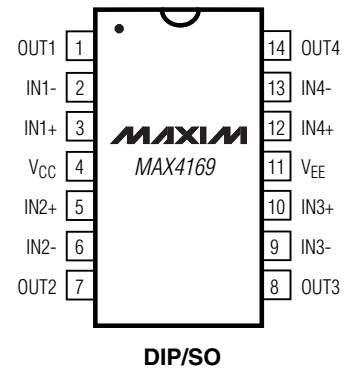 OUT1 1 14 OUT4
IN1- 2 13 IN4-
IN1+ 3 MAXIM 12 IN4+
VCC 4 MAX4169 11 VEE
IN2+ 5 10 IN3+
IN2- 6 9 IN3-
OUT2 7 8 OUT3
DIP/SO